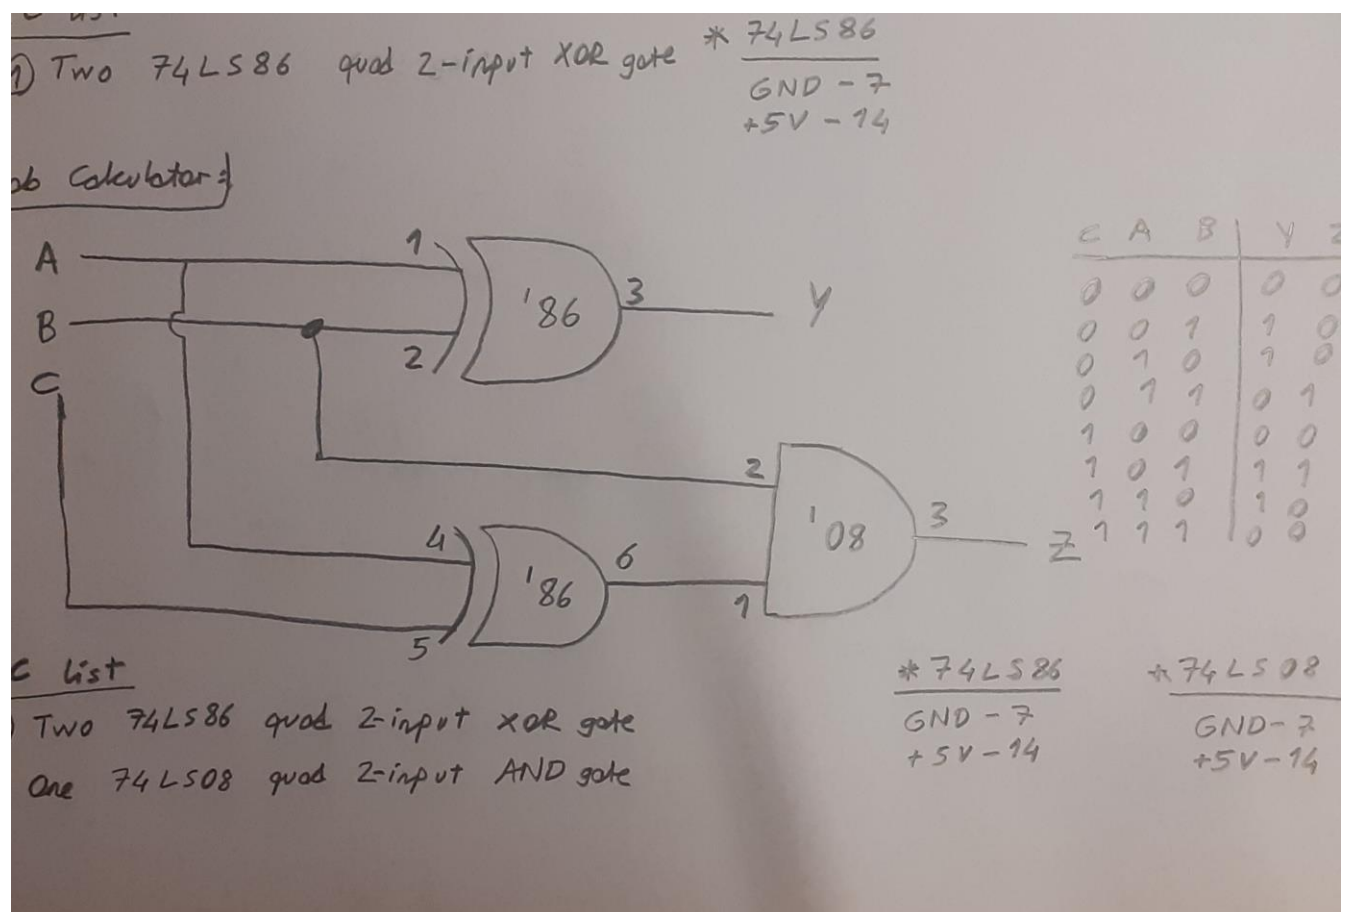 1) Two 74LS86 quad 2-input XOR gate
* 74LS86
GND - 7
+5V - 14
Calculator:
A
B
C
1
2
'86
3
Y
2
1
'08
3
Z
4
5
'86
6
C A B Y Z
0 0 0 0 0
0 0 1 1 0
0 1 0 1 0
0 1 1 0 1
1 0 0 0 0
1 0 1 1 1
1 1 0 1 0
1 1 1 0 0
C list
Two 74LS86 quad 2-input XOR gate
One 74LS08 quad 2-input AND gate
* 74LS86
GND - 7
+5V - 14
* 74LS08
GND - 7
+5V - 14